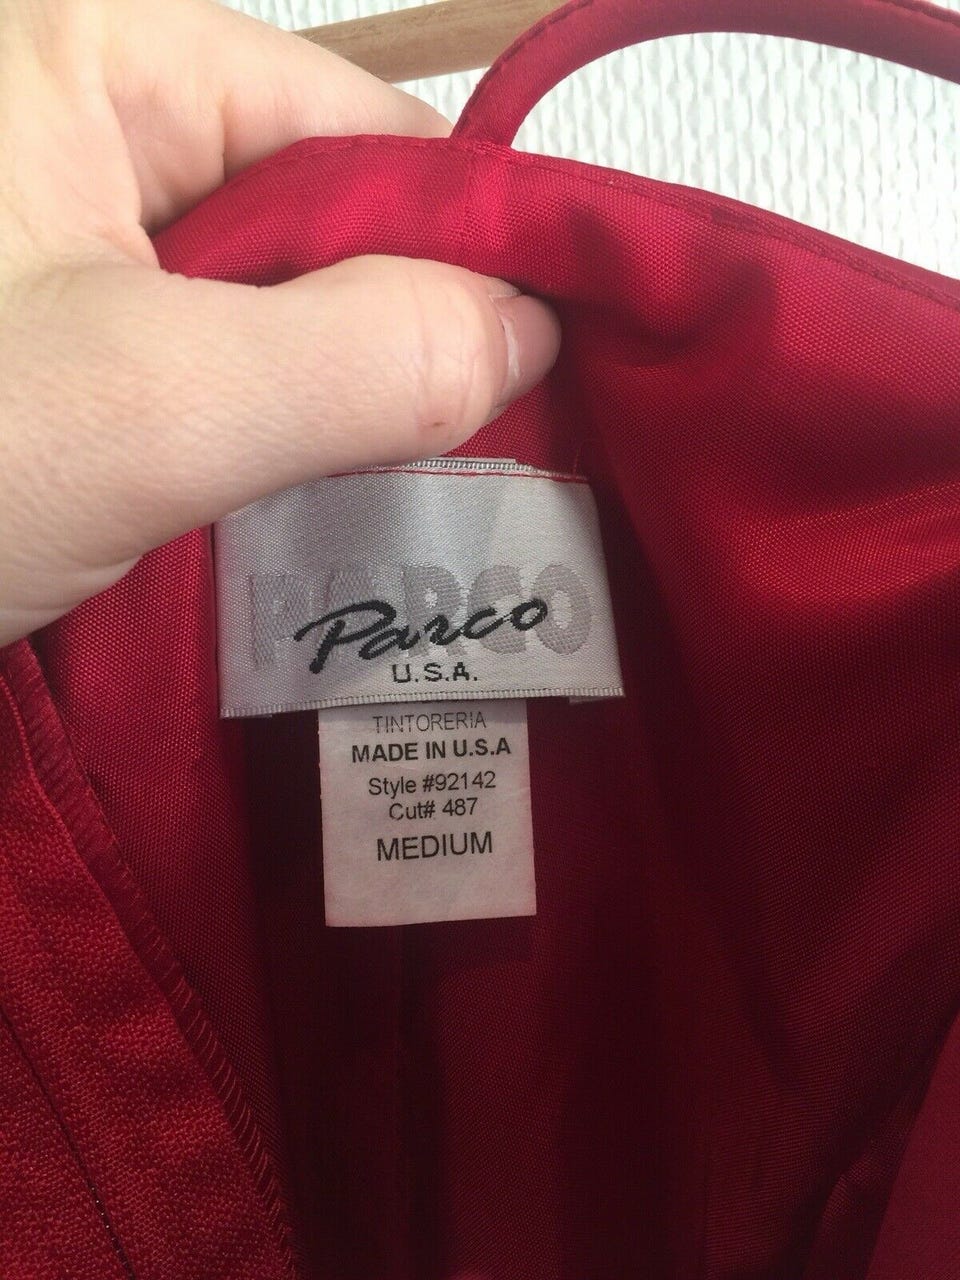 PARCO
Parco
U.S.A.
TINTORERIA
MADE IN U.S.A
Style #92142
Cut# 487
MEDIUM